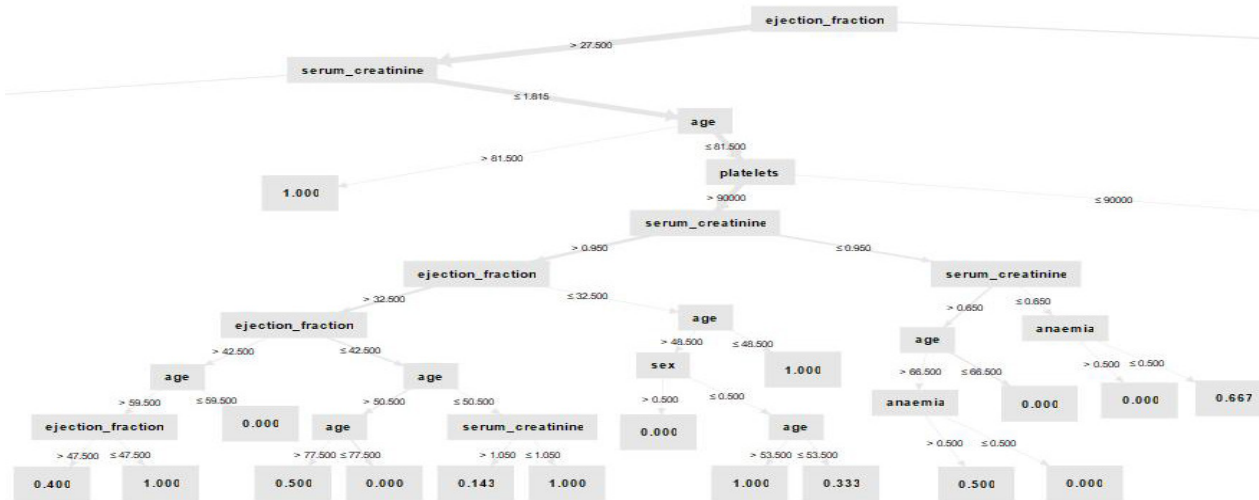 ejection_fraction
> 27.500
serum_creatinine
≤ 1.815
age
≤ 81.500
> 81.500
platelets
1.000
> 90000
≤ 90000
serum_creatinine
> 0.950
≤ 0.950
ejection_fraction
serum_creatinine
> 32.500
≤ 32.500
> 0.650
≤ 0.650
ejection_fraction
age
anaemia
age
> 42.500
≤ 42.500
> 48.500
≤ 48.500
> 0.500
≤ 0.500
age
age
sex
1.000
> 66.500
≤ 66.500
> 59.500
≤ 59.500
> 50.500
≤ 50.500
> 0.500
≤ 0.500
anaemia
0.000
0.000
0.667
ejection_fraction
0.000
age
serum_creatinine
0.000
age
> 0.500
≤ 0.500
> 47.500
≤ 47.500
> 77.500
≤ 77.500
> 1.050
≤ 1.050
> 53.500
≤ 53.500
0.400
1.000
0.500
0.000
0.143
1.000
1.000
0.333
0.500
0.000